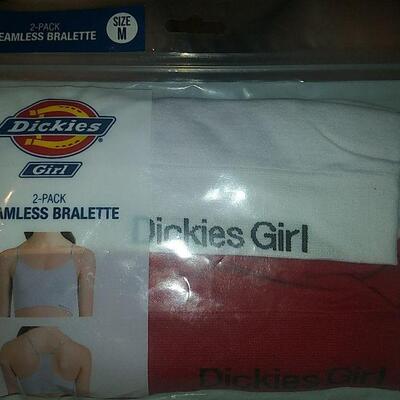 2-PACK
EAMLESS BRALETTE
SIZE
M
Dickies
Girl
2-PACK
AMLESS BRALETTE
Dickies Girl
Dickies Girl